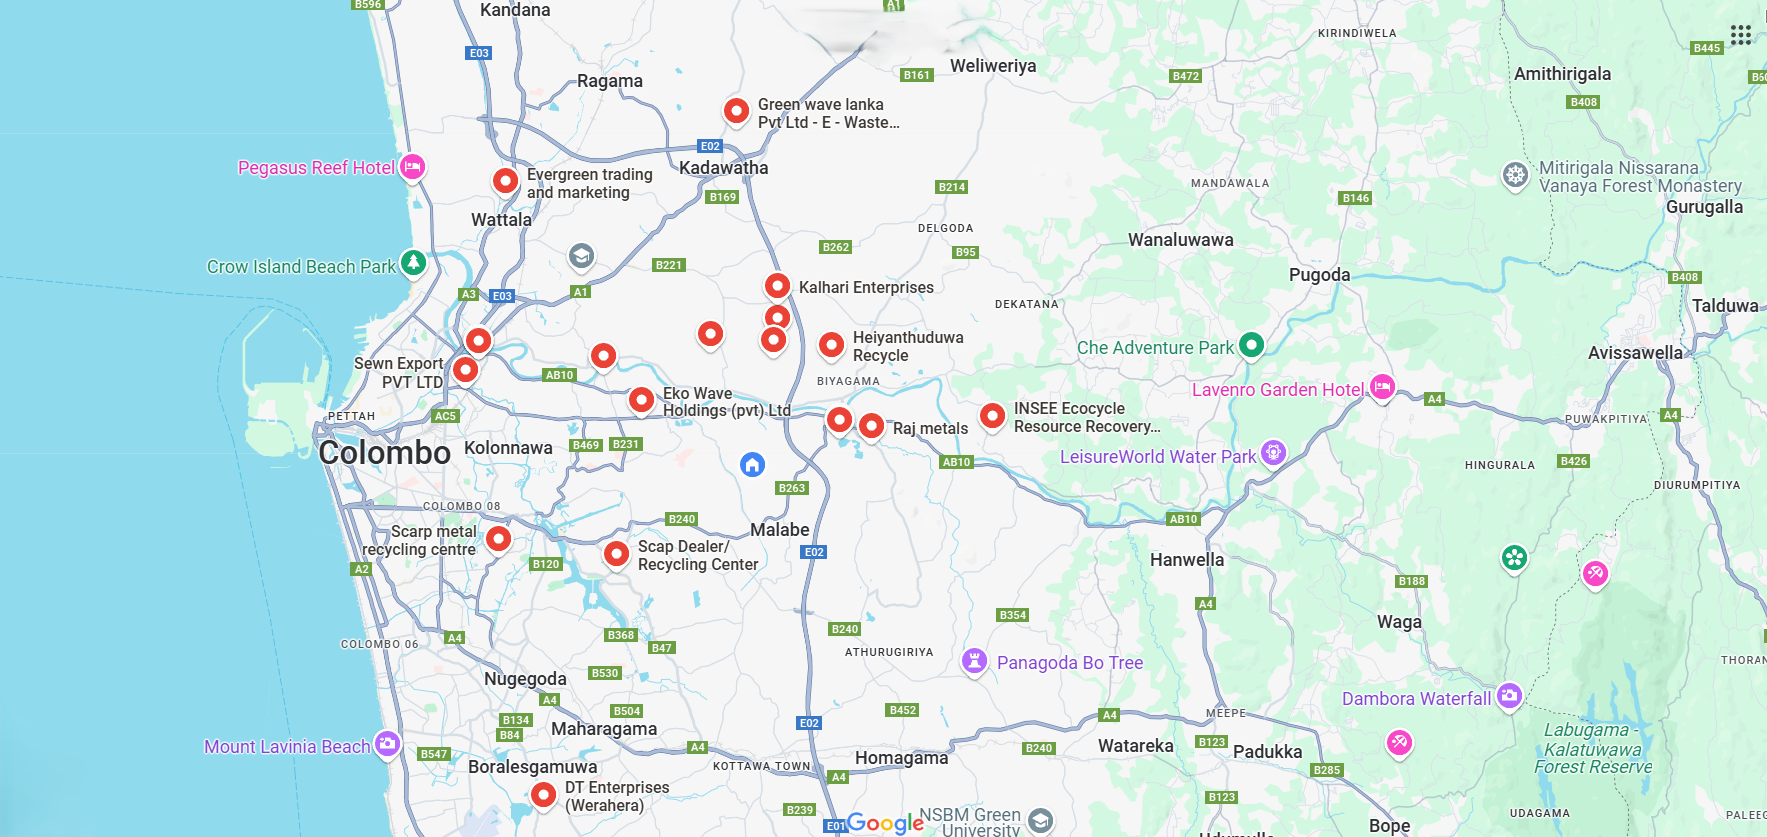 B596
Kandana
A1
KIRINDIWELA
B445
E03
Weliweriya
Amithirigala
Ragama
B161
B472
B408
Green wave lanka
Pvt Ltd - E - Waste...
E02
Pegasus Reef Hotel
Kadawatha
Mitirigala Nissarana
Vanaya Forest Monastery
Evergreen trading
and marketing
B169
B214
MANDAWALA
B146
Gurugalla
Wattala
DELGODA
Wanaluwawa
B262
B95
Crow Island Beach Park
B221
Pugoda
B408
A3
E03
A1
Kalhari Enterprises
DEKATANA
Talduwa
Heiyanthuduwa
Recycle
Che Adventure Park
Avissawella
Sewn Export
PVT LTD
AB10
BIYAGAMA
Lavenro Garden Hotel
Eko Wave
Holdings (pvt) Ltd
A4
PETTAH
AC5
INSEE Ecocycle
Resource Recovery...
PUWAKPITIYA
A4
Raj metals
Colombo
Kolonnawa
B469
B231
LeisureWorld Water Park
AB10
HINGURALA
B426
B263
DIURUMPITIYA
COLOMBO 08
B240
AB10
Scarp metal
recycling centre
Malabe
Scap Dealer/
Recycling Center
E02
Hanwella
A2
B120
B188
A4
B354
Waga
B240
B368
A4
COLOMBO 06
B47
ATHURUGIRIYA
THORAN
Panagoda Bo Tree
B530
Nugegoda
A4
Dambora Waterfall
B504
B452
A4
MEEPE
B134
E02
B84
Maharagama
Labugama -
Kalatuwawa
Forest Reserve
Mount Lavinia Beach
B547
A4
B240
Watareka
B123
Padukka
Homagama
Boralesgamuwa
KOTTAWA TOWN
A4
B285
DT Enterprises
(Werahera)
B123
B239
NSBM Green
University
UDAGAMA
PALEEG
E01
Google
Bope